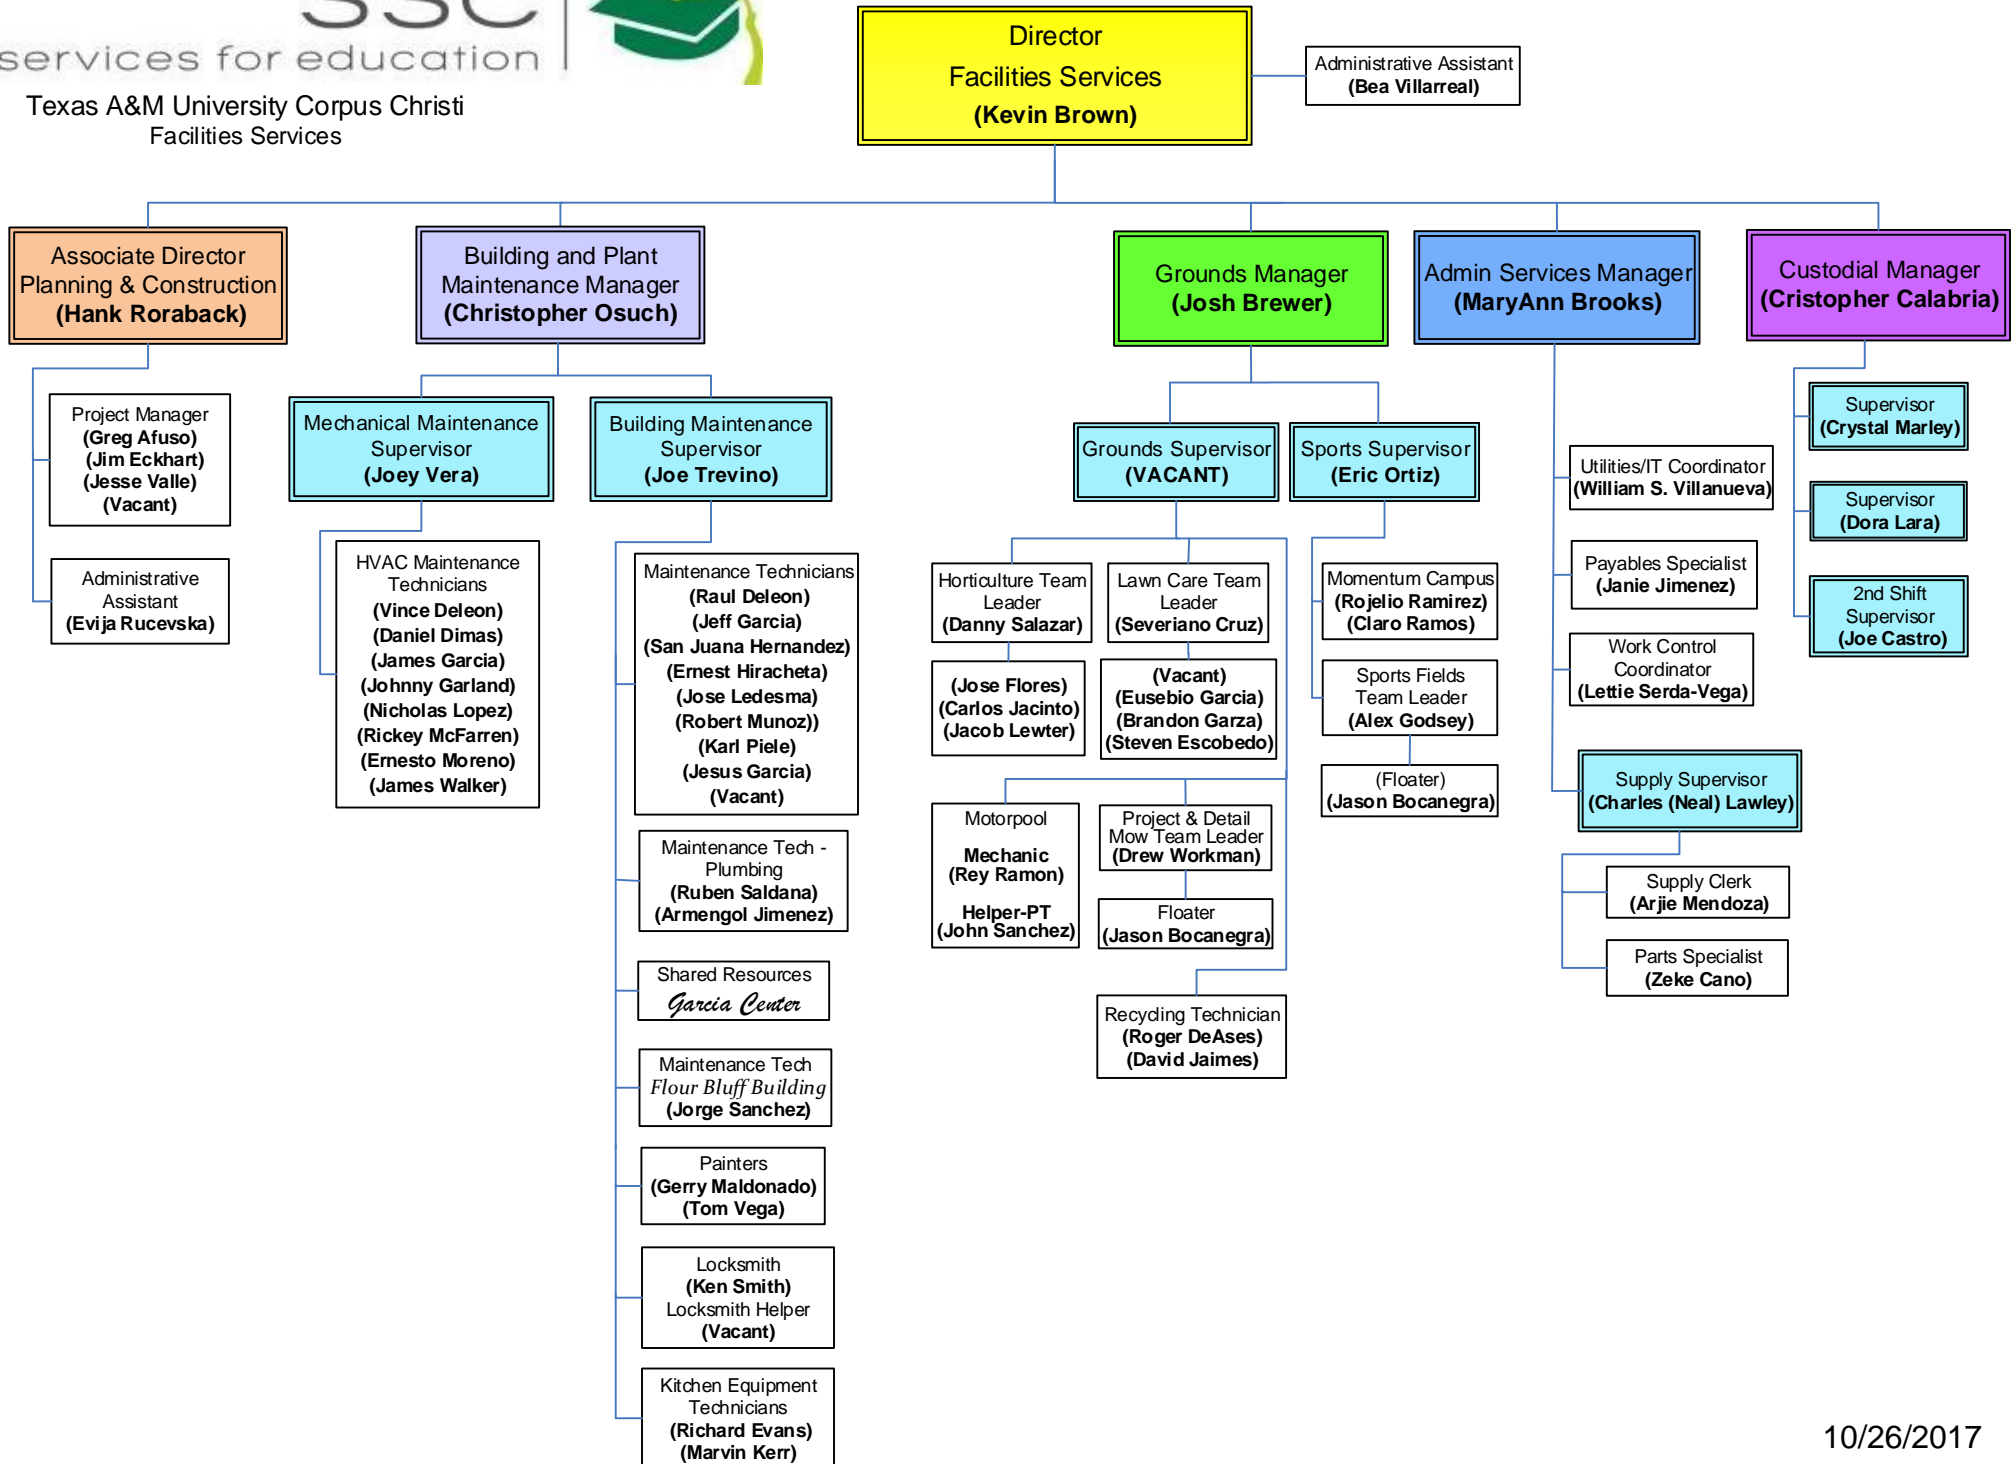 SSC
services for education
Texas A&M University Corpus Christi
Facilities Services
Director
Facilities Services
(Kevin Brown)
Administrative Assistant
(Bea Villarreal)
Associate Director
Planning & Construction
(Hank Roraback)
Project Manager
(Greg Afuso)
(Jim Eckhart)
(Jesse Valle)
(Vacant)
Administrative
Assistant
(Evija Rucevska)
Building and Plant
Maintenance Manager
(Christopher Osuch)
Mechanical Maintenance
Supervisor
(Joey Vera)
HVAC Maintenance
Technicians
(Vince Deleon)
(Daniel Dimas)
(James Garcia)
(Johnny Garland)
(Nicholas Lopez)
(Rickey McFarren)
(Ernesto Moreno)
(James Walker)
Building Maintenance
Supervisor
(Joe Trevino)
Maintenance Technicians
(Raul Deleon)
(Jeff Garcia)
(San Juana Hernandez)
(Ernest Hiracheta)
(Jose Ledesma)
(Robert Munoz))
(Karl Piele)
(Jesus Garcia)
(Vacant)
Maintenance Tech -
Plumbing
(Ruben Saldana)
(Armengol Jimenez)
Shared Resources
Garcia Center
Maintenance Tech
Flour Bluff Building
(Jorge Sanchez)
Painters
(Gerry Maldonado)
(Tom Vega)
Locksmith
(Ken Smith)
Locksmith Helper
(Vacant)
Kitchen Equipment
Technicians
(Richard Evans)
(Marvin Kerr)
Grounds Manager
(Josh Brewer)
Grounds Supervisor
(VACANT)
Horticulture Team
Leader
(Danny Salazar)
(Jose Flores)
(Carlos Jacinto)
(Jacob Lewter)
Lawn Care Team
Leader
(Severiano Cruz)
(Vacant)
(Eusebio Garcia)
(Brandon Garza)
(Steven Escobedo)
Motorpool
Mechanic
(Rey Ramon)
Helper-PT
(John Sanchez)
Project & Detail
Mow Team Leader
(Drew Workman)
Floater
(Jason Bocanegra)
Recycling Technician
(Roger DeAses)
(David Jaimes)
Sports Supervisor
(Eric Ortiz)
Momentum Campus
(Rojelio Ramirez)
(Claro Ramos)
Sports Fields
Team Leader
(Alex Godsey)
(Floater)
(Jason Bocanegra)
Admin Services Manager
(MaryAnn Brooks)
Utilities/IT Coordinator
(William S. Villanueva)
Payables Specialist
(Janie Jimenez)
Work Control
Coordinator
(Lettie Serda-Vega)
Supply Supervisor
(Charles (Neal) Lawley)
Supply Clerk
(Arjie Mendoza)
Parts Specialist
(Zeke Cano)
Custodial Manager
(Cristopher Calabria)
Supervisor
(Crystal Marley)
Supervisor
(Dora Lara)
2nd Shift
Supervisor
(Joe Castro)
10/26/2017